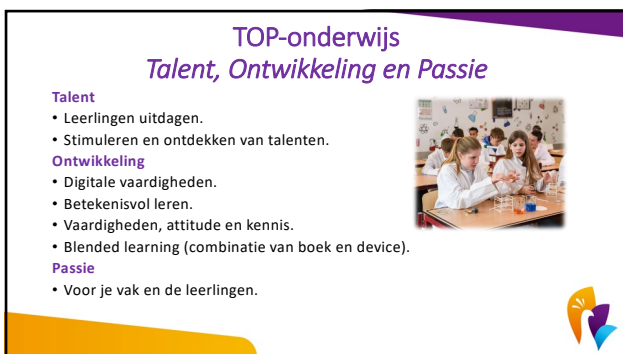 TOP-onderwijs
Talent, Ontwikkeling en Passie
Talent
• Leerlingen uitdagen.
• Stimuleren en ontdekken van talenten.
Ontwikkeling
• Digitale vaardigheden.
• Betekenisvol leren.
• Vaardigheden, attitude en kennis.
• Blended learning (combinatie van boek en device).
Passie
• Voor je vak en de leerlingen.